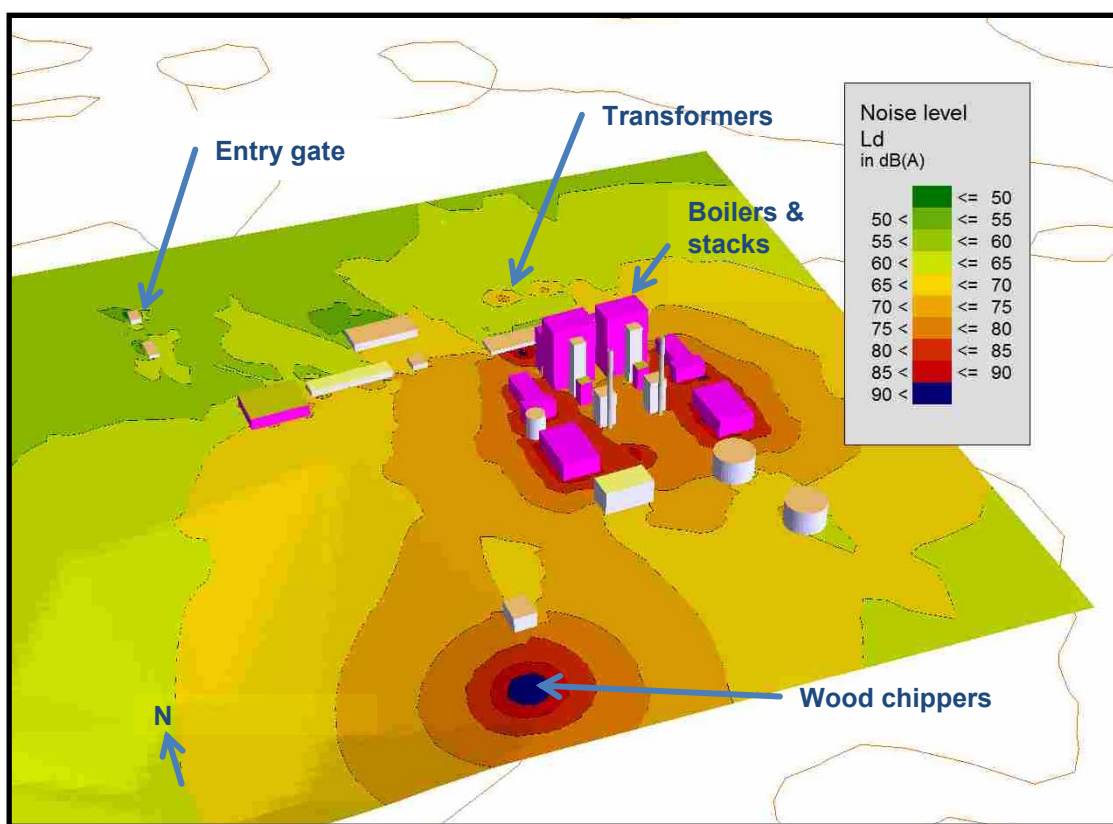 Transformers
Entry gate
Boilers &
stacks
Wood chippers
N
Noise level
Ld
in dB(A)
<= 50
50 < <= 55
55 < <= 60
60 < <= 65
65 < <= 70
70 < <= 75
75 < <= 80
80 < <= 85
85 < <= 90
90 <